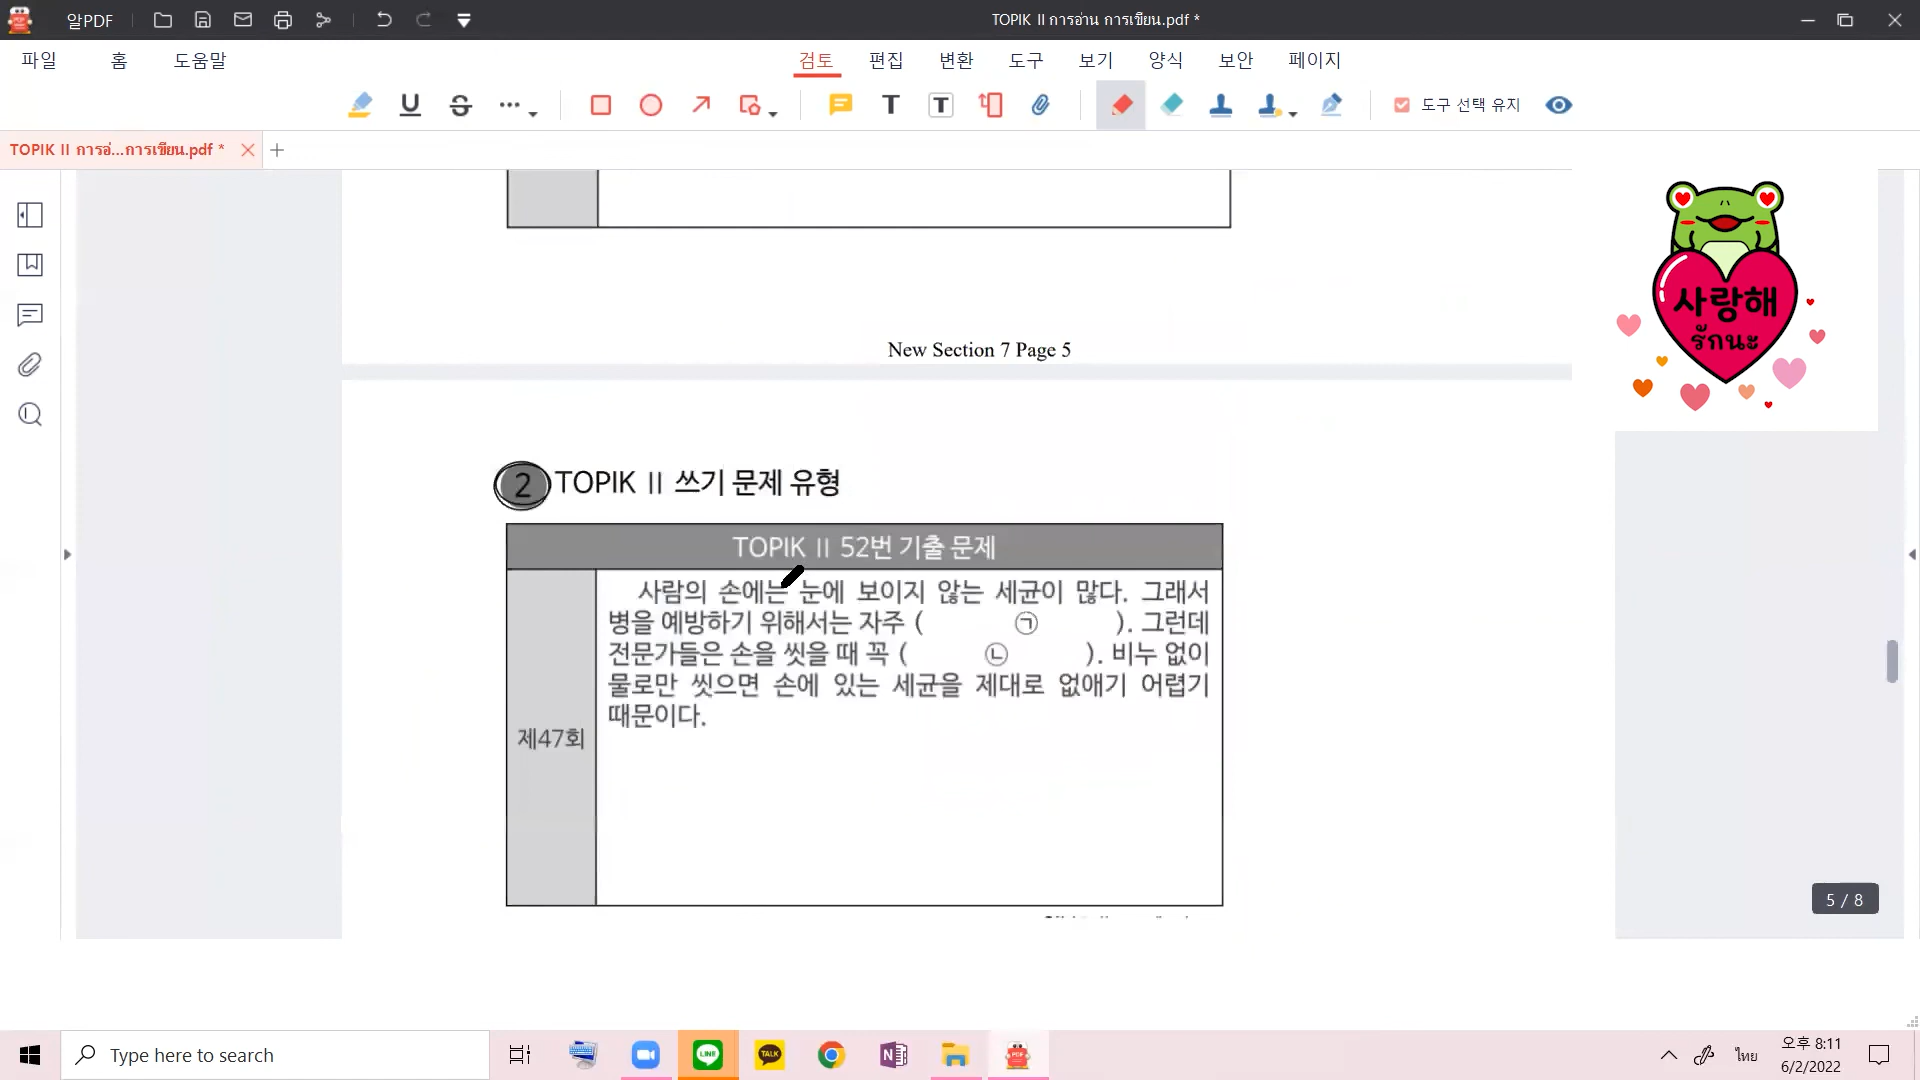 알PDF
TOPIK II การอ่าน การเขียน.pdf *
파일 홈 도움말 검토 편집 변환 도구 보기 양식 보안 페이지
도구 선택 유지
TOPIK II การอ่...การเขียน.pdf *
사랑해
รักนะ
New Section 7 Page 5
2 TOPIK Ⅱ 쓰기 문제 유형
TOPIK Ⅱ 52번 기출 문제
제47회
사람의 손에는 눈에 보이지 않는 세균이 많다. 그래서
병을 예방하기 위해서는 자주 ( ㉠ ). 그런데
전문가들은 손을 씻을 때 꼭 ( ㉡ ). 비누 없이
물로만 씻으면 손에 있는 세균을 제대로 없애기 어렵기
때문이다.
5 / 8
Type here to search
LINE
TALK
N
PDF
ไทย
오후 8:11
6/2/2022